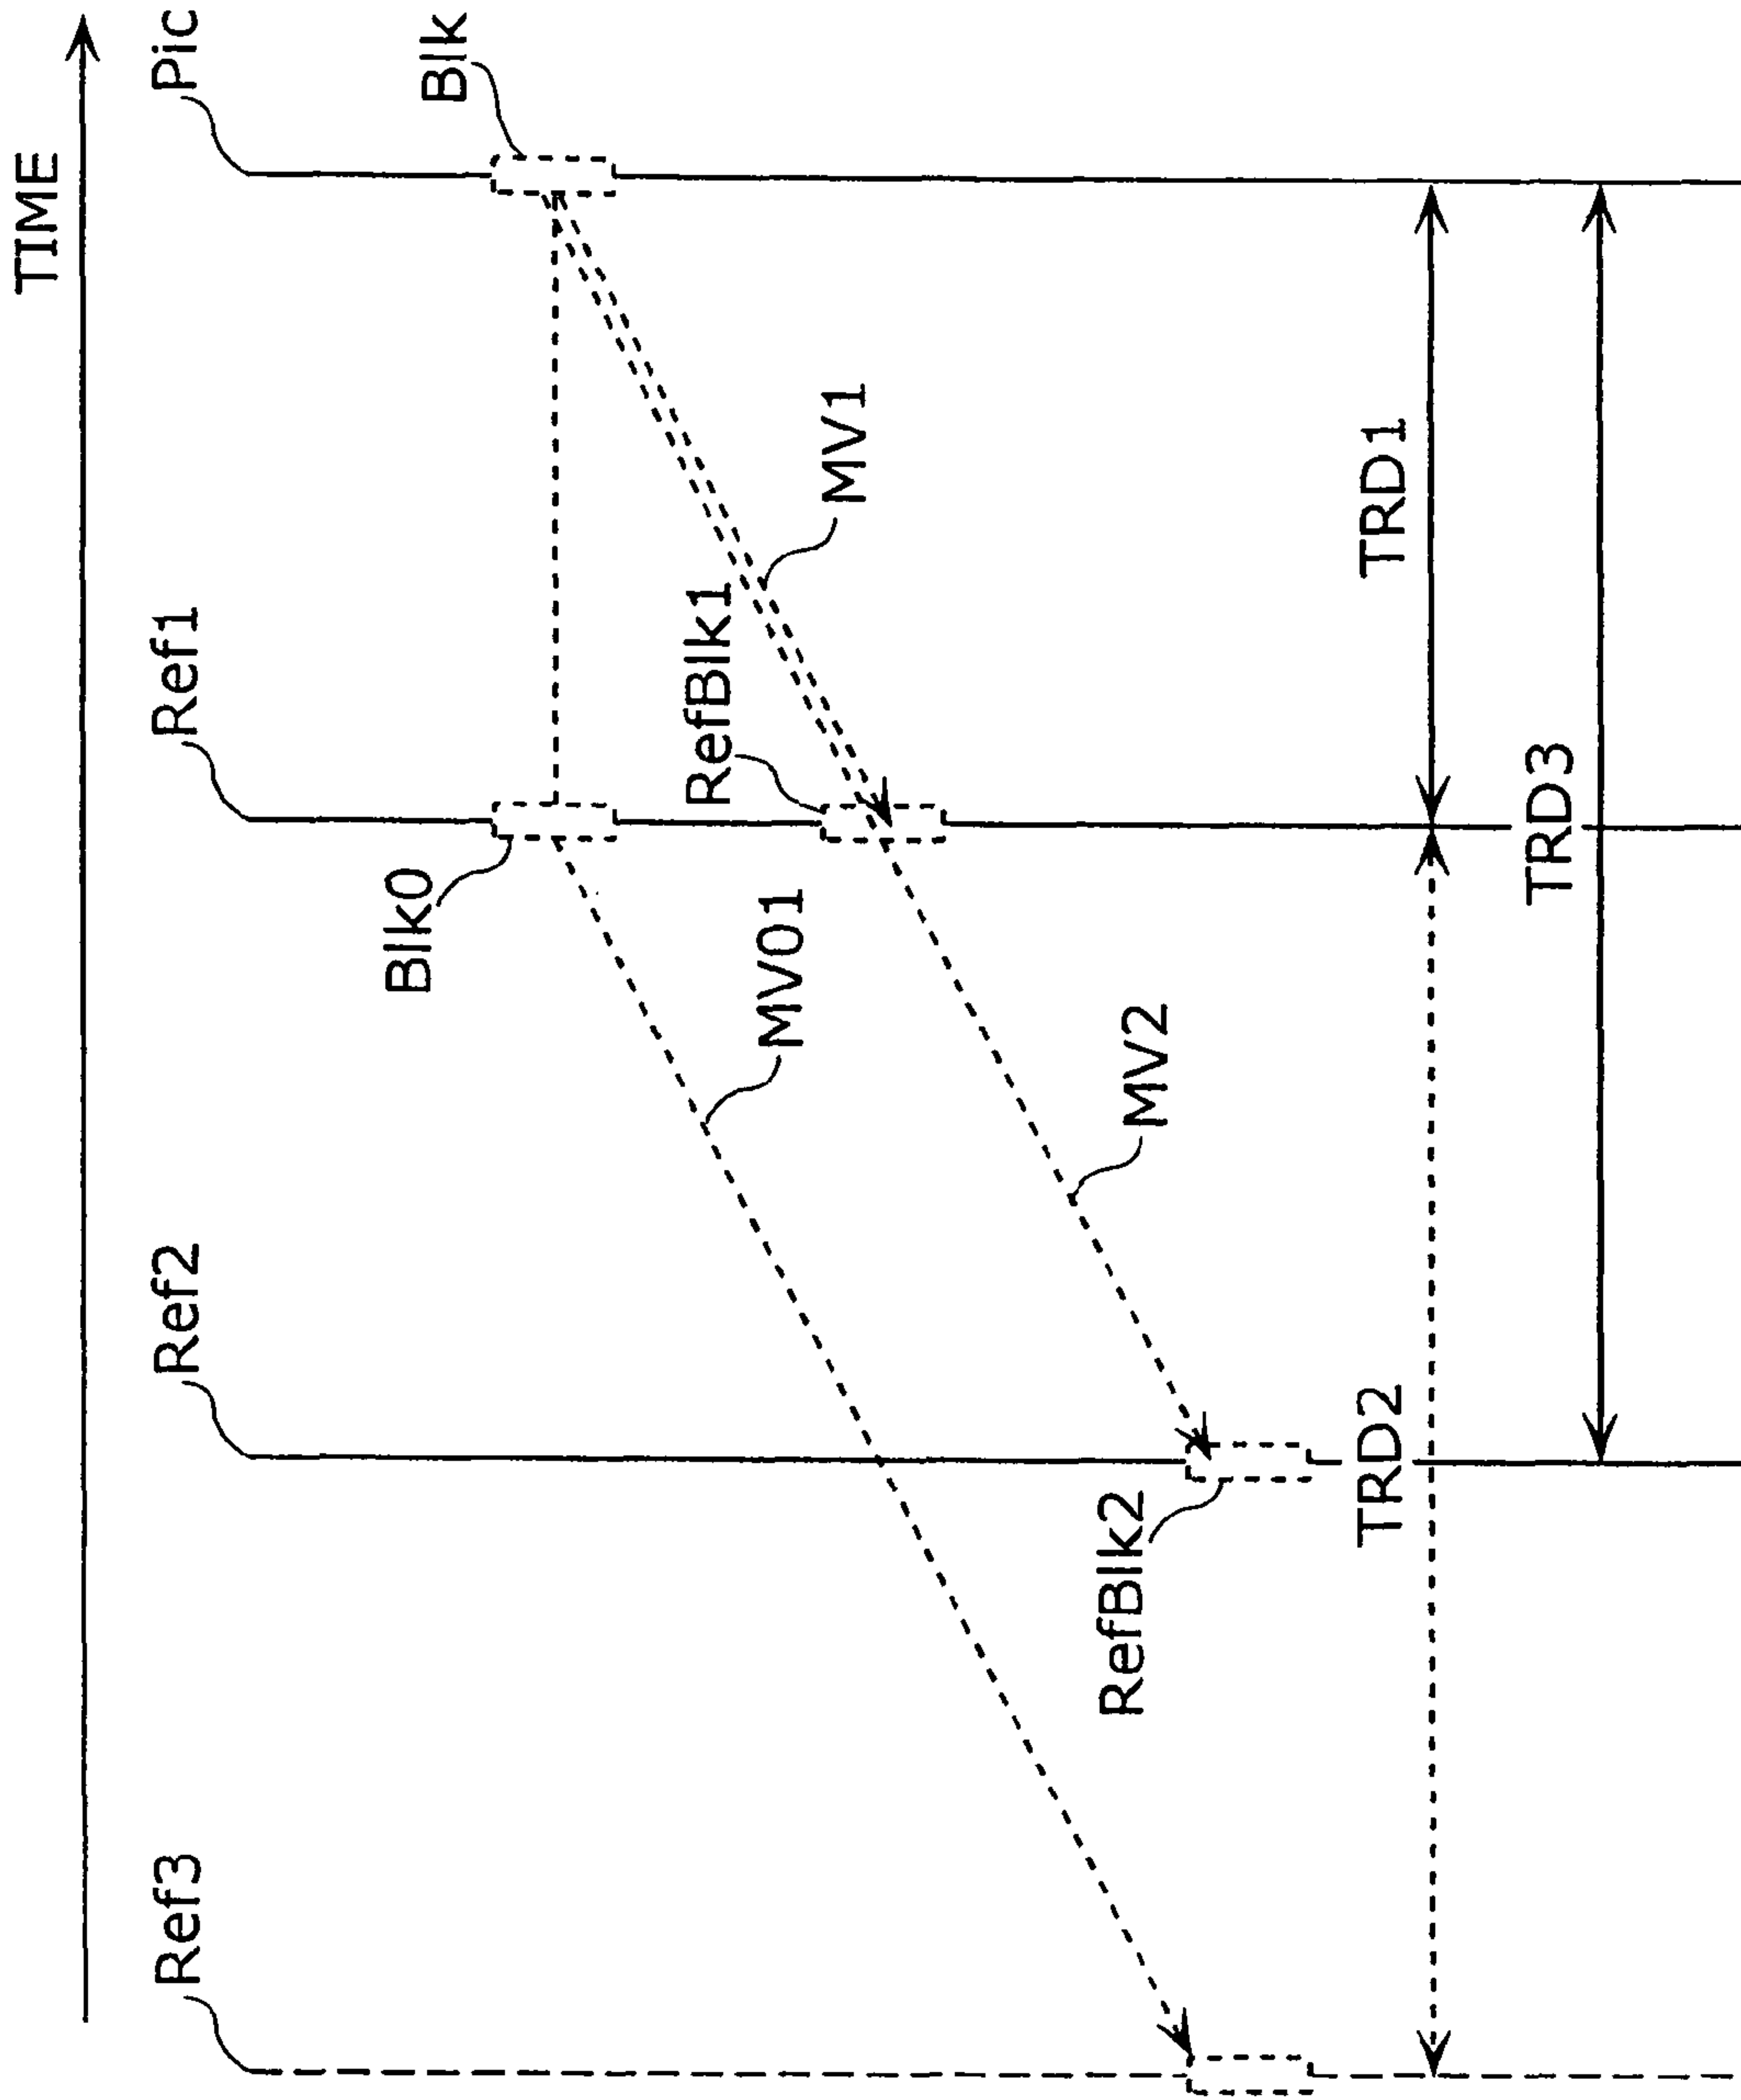 TIME
Ref3
Ref2
Ref1
Pic
Blk0
Blk
MV01
RefBlk1
MV1
RefBlk2
MV2
TRD2
TRD1
TRD3